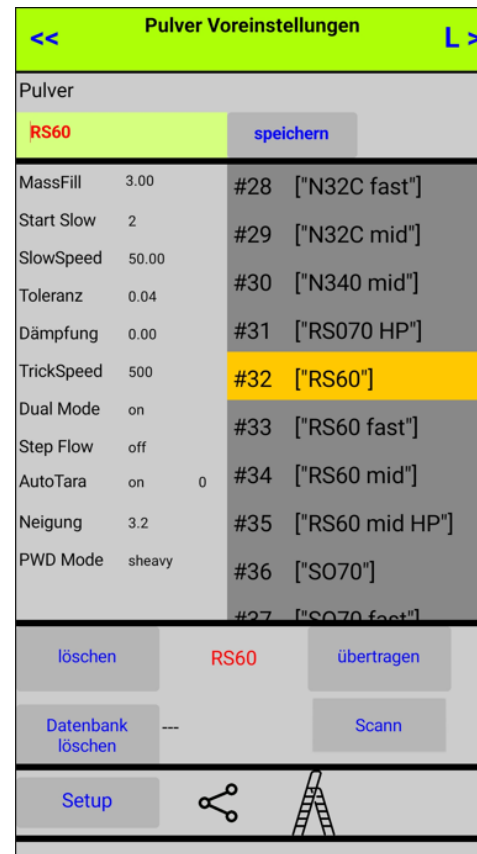 <<
Pulver Voreinstellungen
L >
Pulver
RS60
speichern
MassFill 3.00
Start Slow 2
SlowSpeed 50.00
Toleranz 0.04
Dämpfung 0.00
TrickSpeed 500
Dual Mode on
Step Flow off
AutoTara on 0
Neigung 3.2
PWD Mode sheavy
#28 ["N32C fast"]
#29 ["N32C mid"]
#30 ["N340 mid"]
#31 ["RS070 HP"]
#32 ["RS60"]
#33 ["RS60 fast"]
#34 ["RS60 mid"]
#35 ["RS60 mid HP"]
#36 ["SO70"]
#37 ["SO70 fast"]
löschen
RS60
übertragen
Datenbank
löschen
---
Scann
Setup